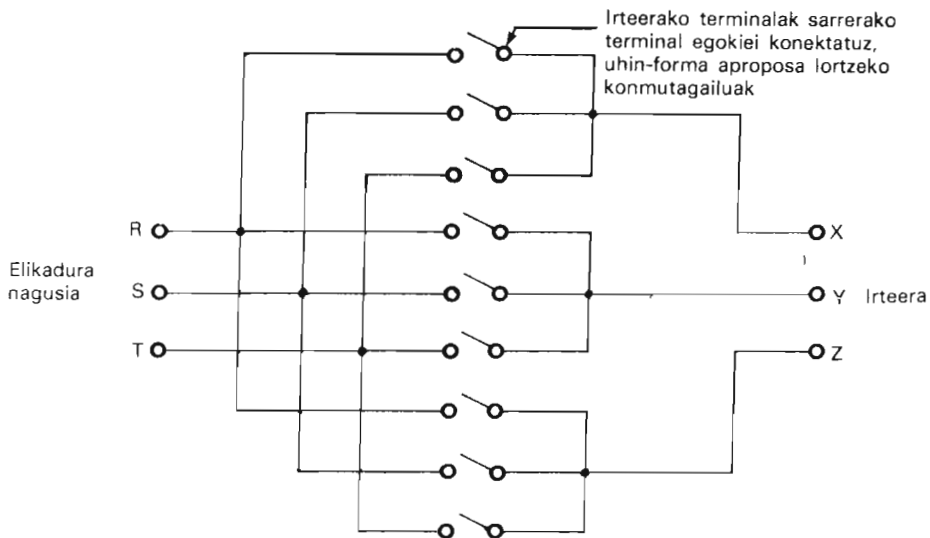 Irteerako terminalak sarrerako
terminal egokiei konektatuz,
uhin-forma aproposa lortzeko
konmutagailuak
R
X
Elikadura
nagusia
S
Y
Irteera
T
Z